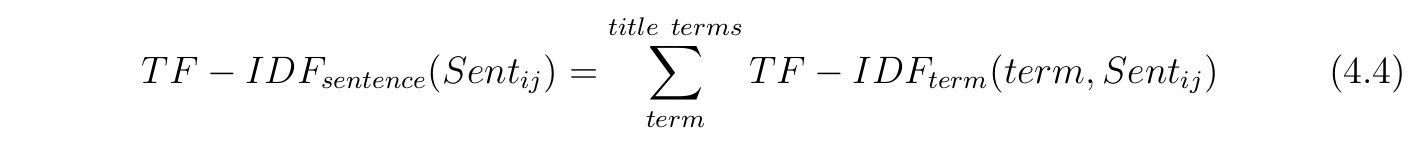 title terms
TF − IDF_sentence(Sent_ij) = ∑ TF − IDF_term(term, Sent_ij) (4.4)
term